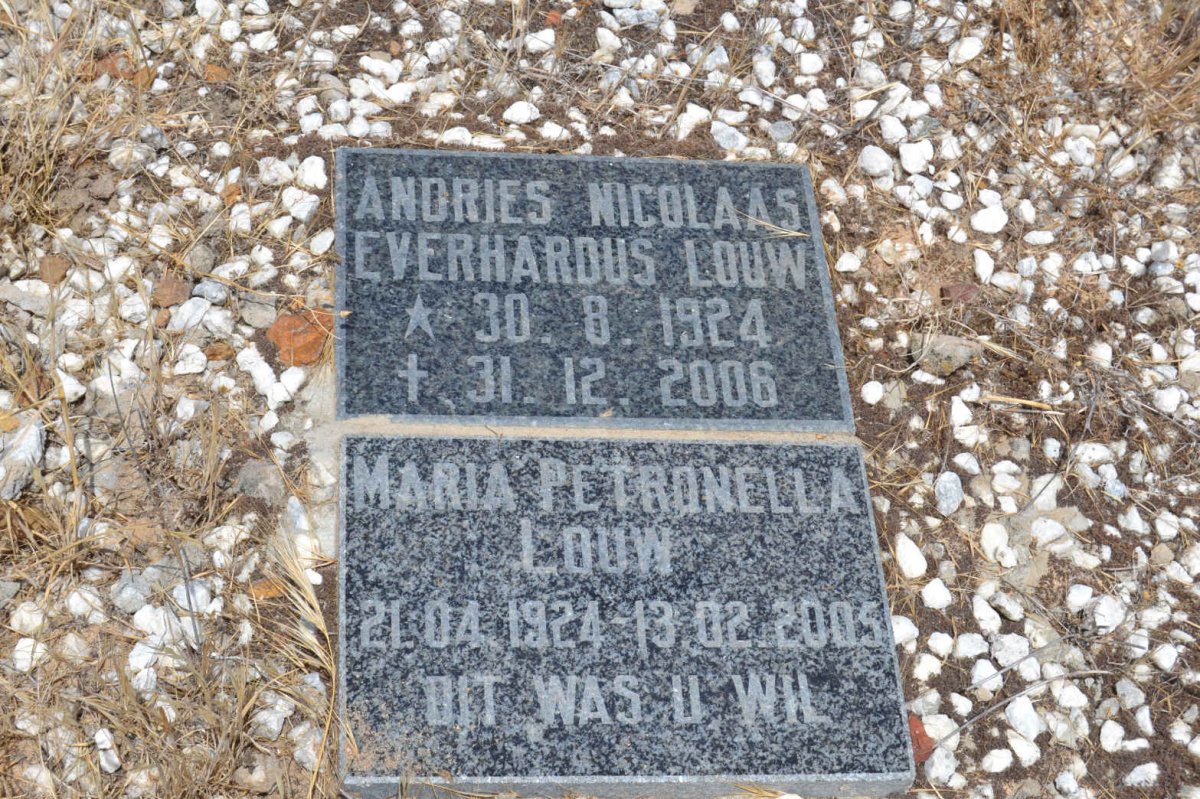 ANDRIES NICOLAAS
EVERHARDUS LOUW
★ 30. 8. 1924
✝ 31. 12. 2006
MARIA PETRONELLA
LOUW
21.04.1924-13.02.2005
DIT WAS U WIL